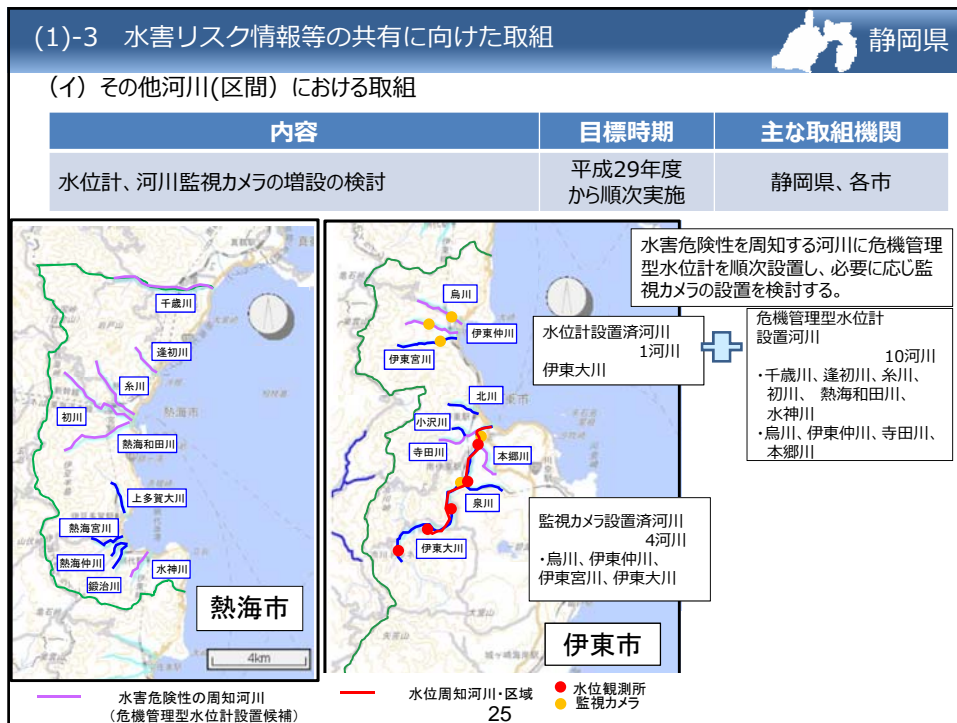 (1)-3 水害リスク情報等の共有に向けた取組
静岡県
（イ）その他河川(区間）における取組
内容 目標時期 主な取組機関
水位計、河川監視カメラの増設の検討
平成29年度
から順次実施
静岡県、各市
千歳川
逢初川
糸川
初川
熱海市
熱海和田川
上多賀大川
熱海宮川
熱海仲川
鍛治川
水神川
熱海市
4km
烏川
伊東仲川
伊東宮川
北川
小沢川
寺田川
本郷川
泉川
伊東大川
伊東市
水害危険性を周知する河川に危機管理
型水位計を順次設置し、必要に応じ監
視カメラの設置を検討する。
水位計設置済河川
1河川
伊東大川
危機管理型水位計
設置河川
10河川
・千歳川、逢初川、糸川、
初川、 熱海和田川、
水神川
・烏川、伊東仲川、寺田川、
本郷川
監視カメラ設置済河川
4河川
・烏川、伊東仲川、
伊東宮川、伊東大川
水害危険性の周知河川
（危機管理型水位計設置候補）
水位周知河川・区域
水位観測所
監視カメラ
25